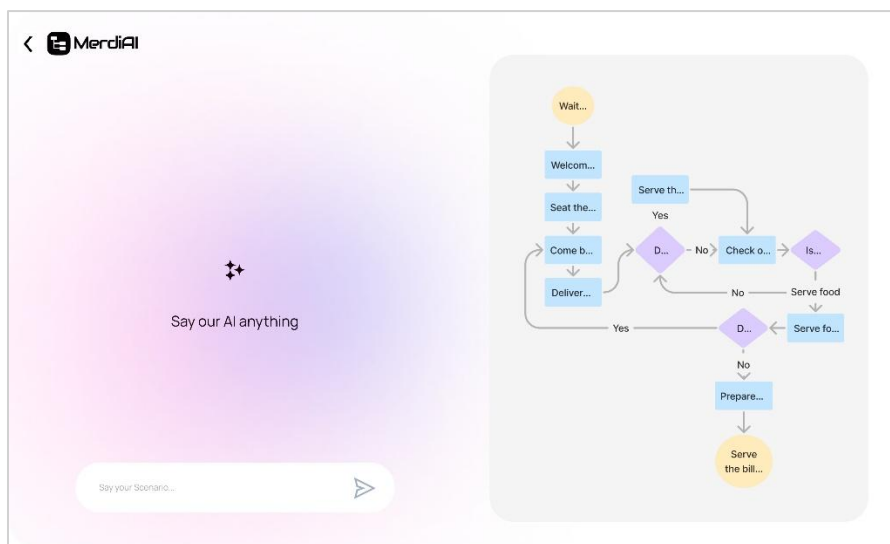 MerdiAI
Say our AI anything
Say your Scenario...
Wait...
Welcom...
Seat the...
Come b...
Deliver...
Serve th...
Yes
D...
No
Check o...
Is...
No
Serve food
Serve fo...
D...
Yes
No
Prepare...
Serve
the bill...